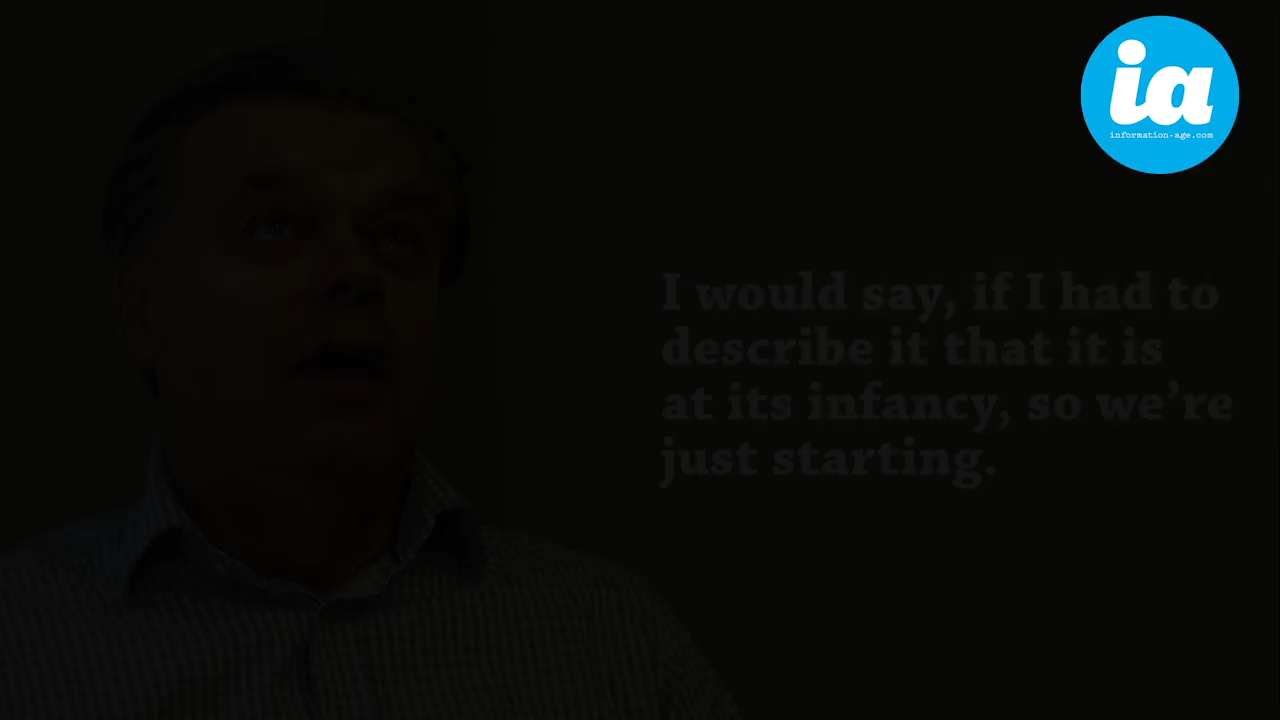 ia
information-age.com
I would say, if I had to
describe it that it is
at its infancy, so we’re
just starting.